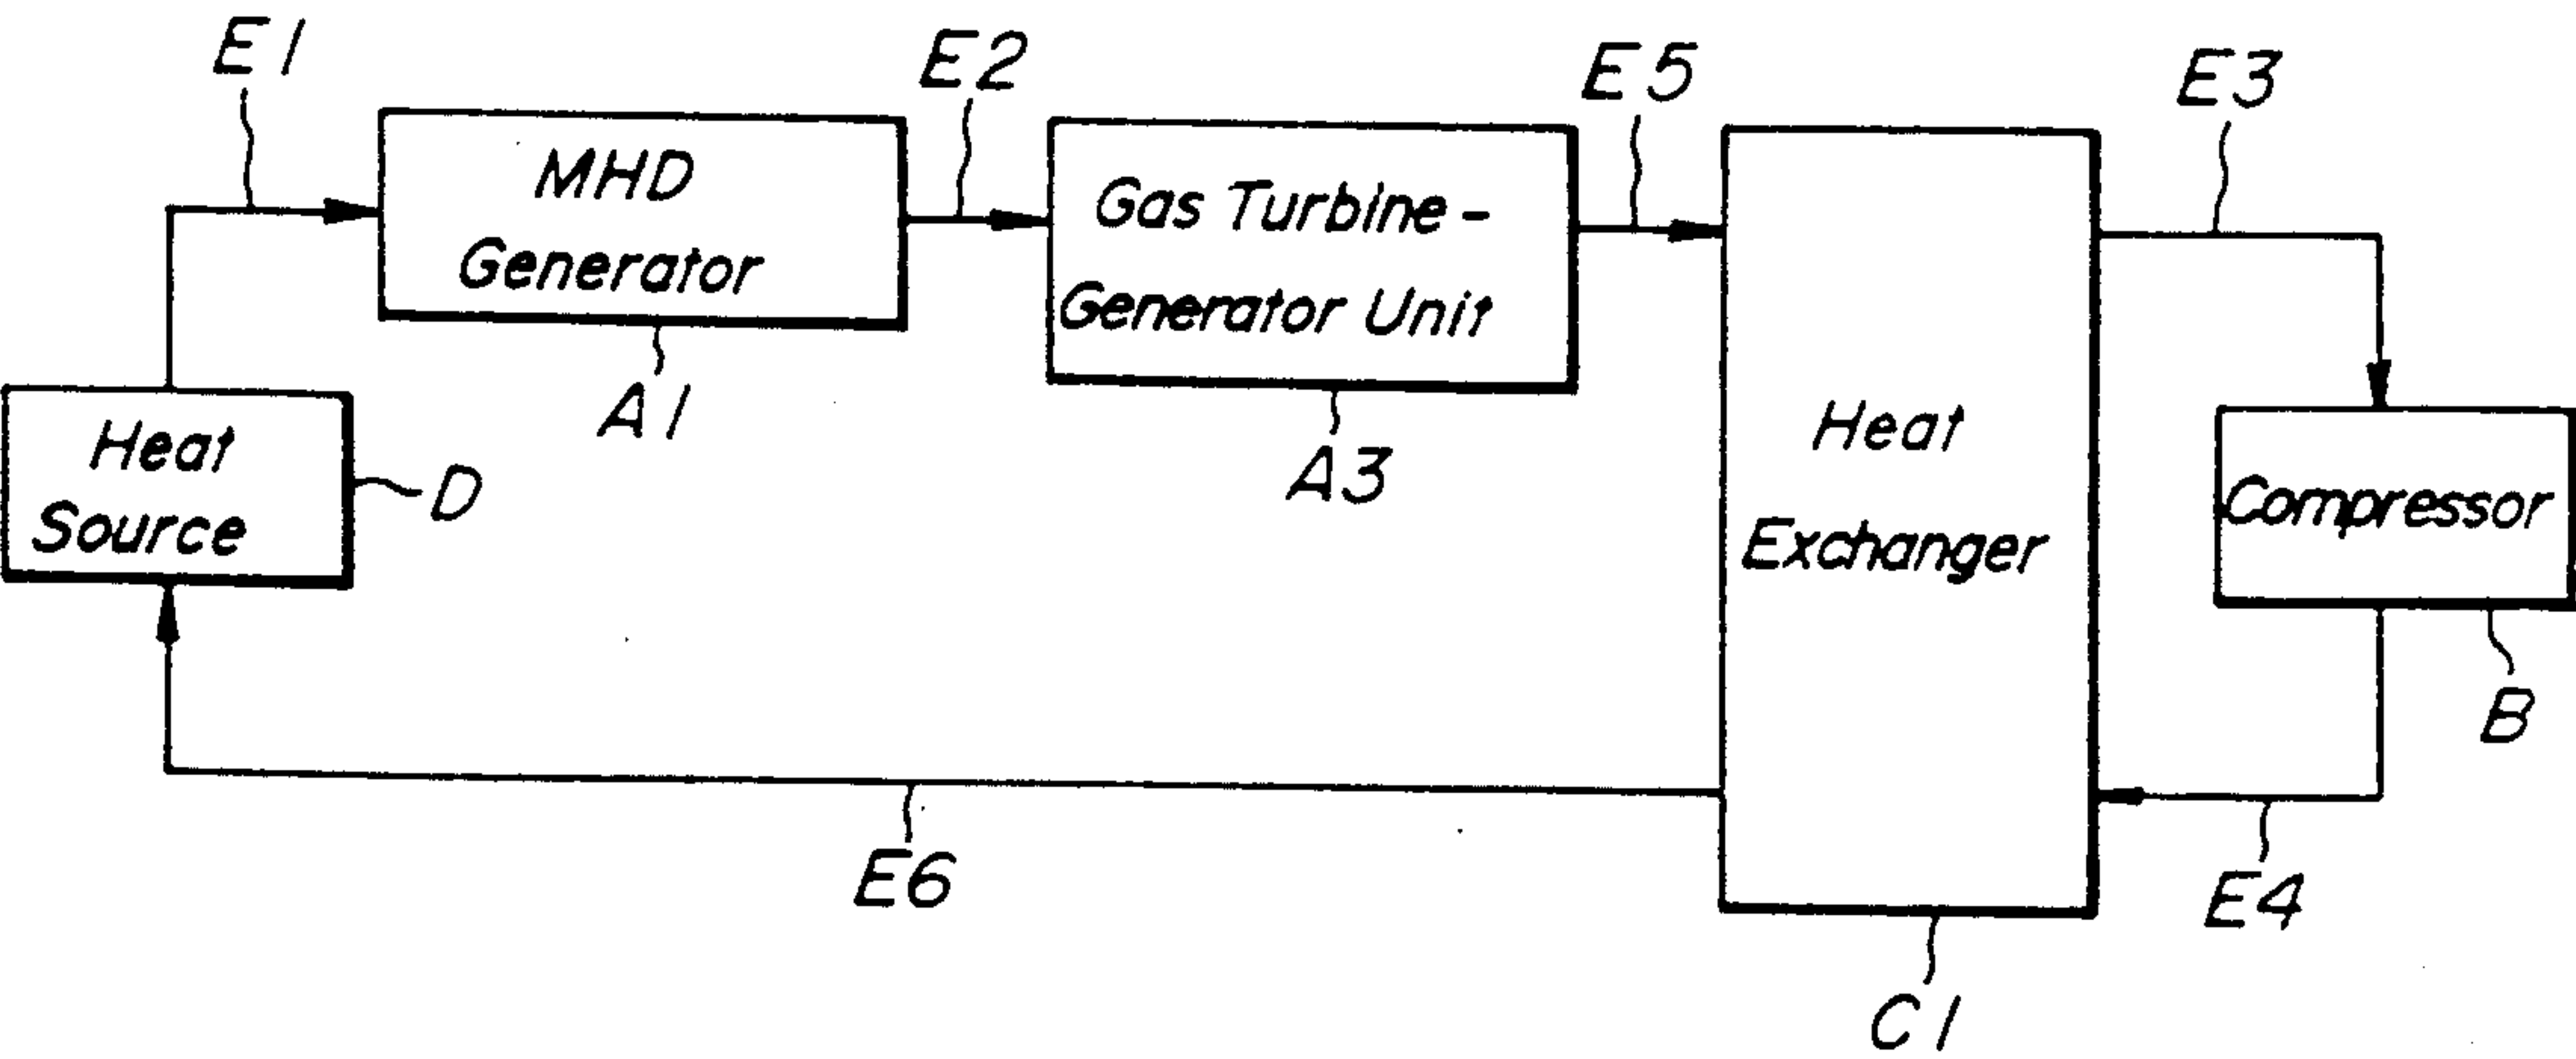 E1
E2
E5
E3
MHD
Generator
Gas Turbine-
Generator Unit
A1
A3
Heat
Source
D
Heat
Exchanger
Compressor
B
E6
E4
C1